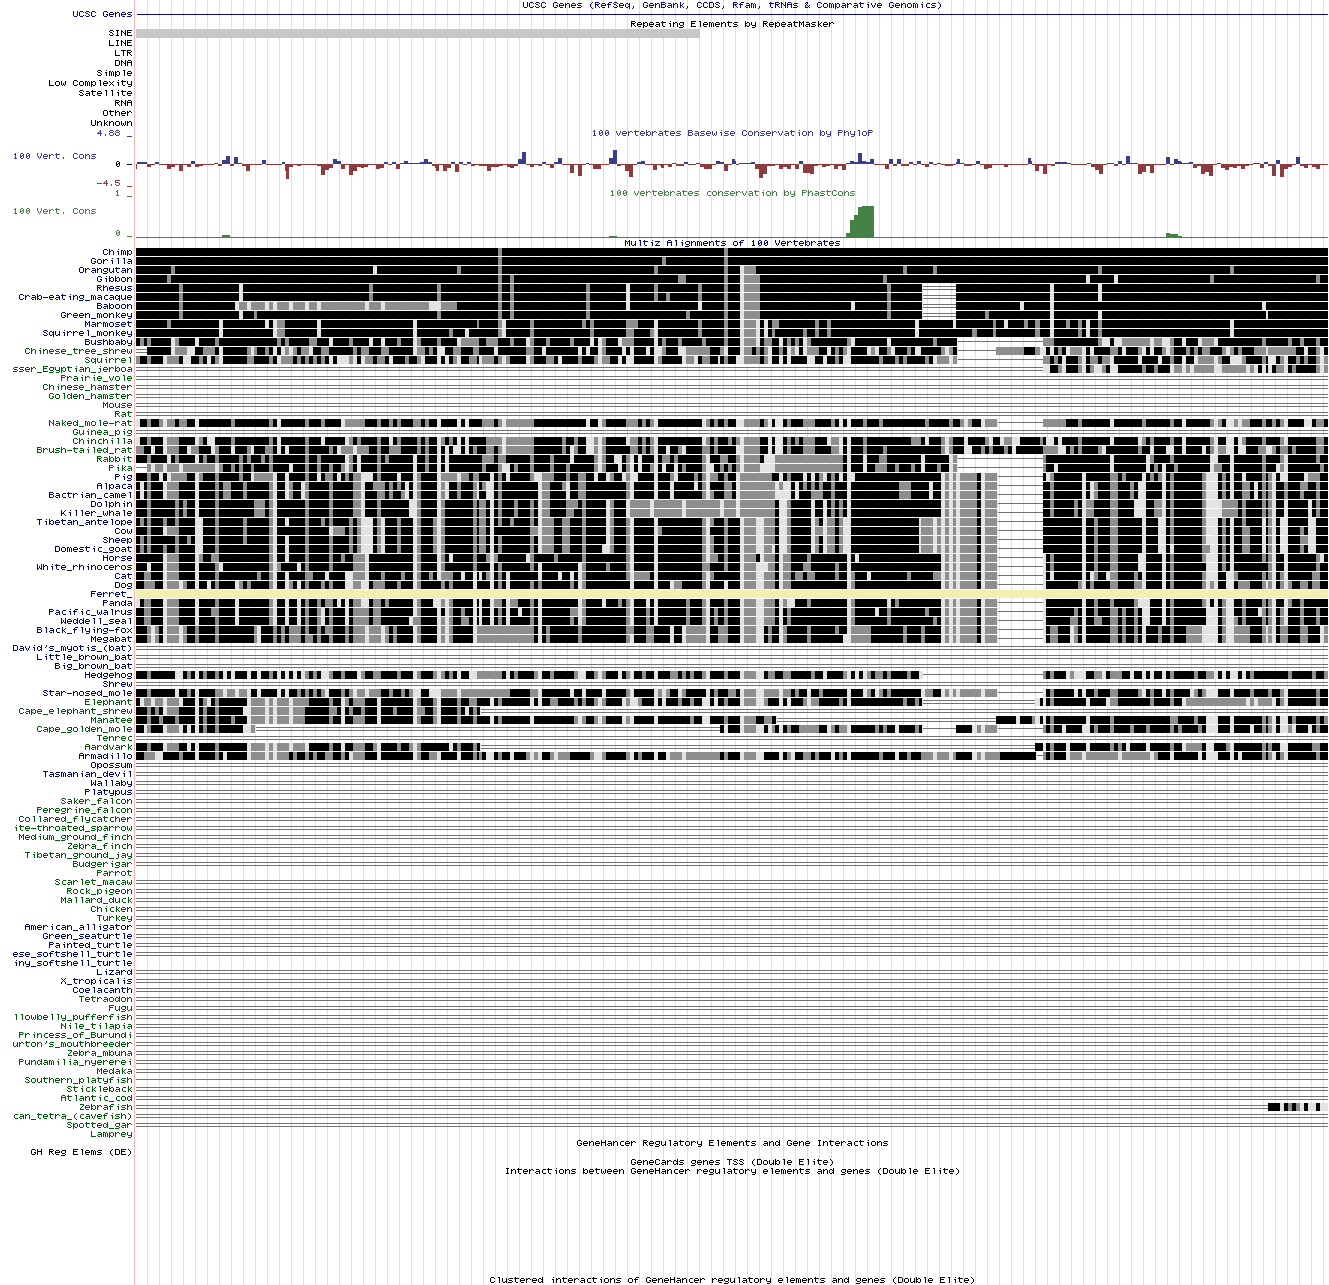 UCSC Genes (RefSeq, GenBank, CCDS, Rfam, tRNAs & Comparative Genomics)
UCSC Genes
Repeating Elements by RepeatMasker
SINE
LINE
LTR
DNA
Simple
Low Complexity
Satellite
RNA
Other
Unknown
4.88 _
100 vertebrates Basewise Conservation by PhyloP
100 Vert. Cons
0 _
-4.5 _
100 vertebrates conservation by PhastCons
1 _
100 Vert. Cons
0 _
Multiz Alignments of 100 Vertebrates
Chimp
Gorilla
Orangutan
Gibbon
Rhesus
Crab-eating_macaque
Baboon
Green_monkey
Marmoset
Squirrel_monkey
Bushbaby
Chinese_tree_shrew
Squirrel
sser_Egyptian_jerboa
Prairie_vole
Chinese_hamster
Golden_hamster
Mouse
Rat
Naked_mole-rat
Guinea_pig
Chinchilla
Brush-tailed_rat
Rabbit
Pika
Pig
Alpaca
Bactrian_camel
Dolphin
Killer_whale
Tibetan_antelope
Cow
Sheep
Domestic_goat
Horse
White_rhinoceros
Cat
Dog
Ferret_
Panda
Pacific_walrus
Weddell_seal
Black_flying-fox
Megabat
David's_myotis_(bat)
Little_brown_bat
Big_brown_bat
Hedgehog
Shrew
Star-nosed_mole
Elephant
Cape_elephant_shrew
Manatee
Cape_golden_mole
Tenrec
Aardvark
Armadillo
Opossum
Tasmanian_devil
Wallaby
Platypus
Saker_falcon
Peregrine_falcon
Collared_flycatcher
ite-throated_sparrow
Medium_ground_finch
Zebra_finch
Tibetan_ground_jay
Budgerigar
Parrot
Scarlet_macaw
Rock_pigeon
Mallard_duck
Chicken
Turkey
American_alligator
Green_seaturtle
Painted_turtle
ese_softshell_turtle
iny_softshell_turtle
Lizard
X_tropicalis
Coelacanth
Tetraodon
Fugu
llowbelly_pufferfish
Nile_tilapia
Princess_of_Burundi
urton's_mouthbreeder
Zebra_mbuna
Pundamilia_nyererei
Medaka
Southern_platyfish
Stickleback
Atlantic_cod
Zebrafish
can_tetra_(cavefish)
Spotted_gar
Lamprey
GeneHancer Regulatory Elements and Gene Interactions
GH Reg Elems (DE)
GeneCards genes TSS (Double Elite)
Interactions between GeneHancer regulatory elements and genes (Double Elite)
Clustered interactions of GeneHancer regulatory elements and genes (Double Elite)